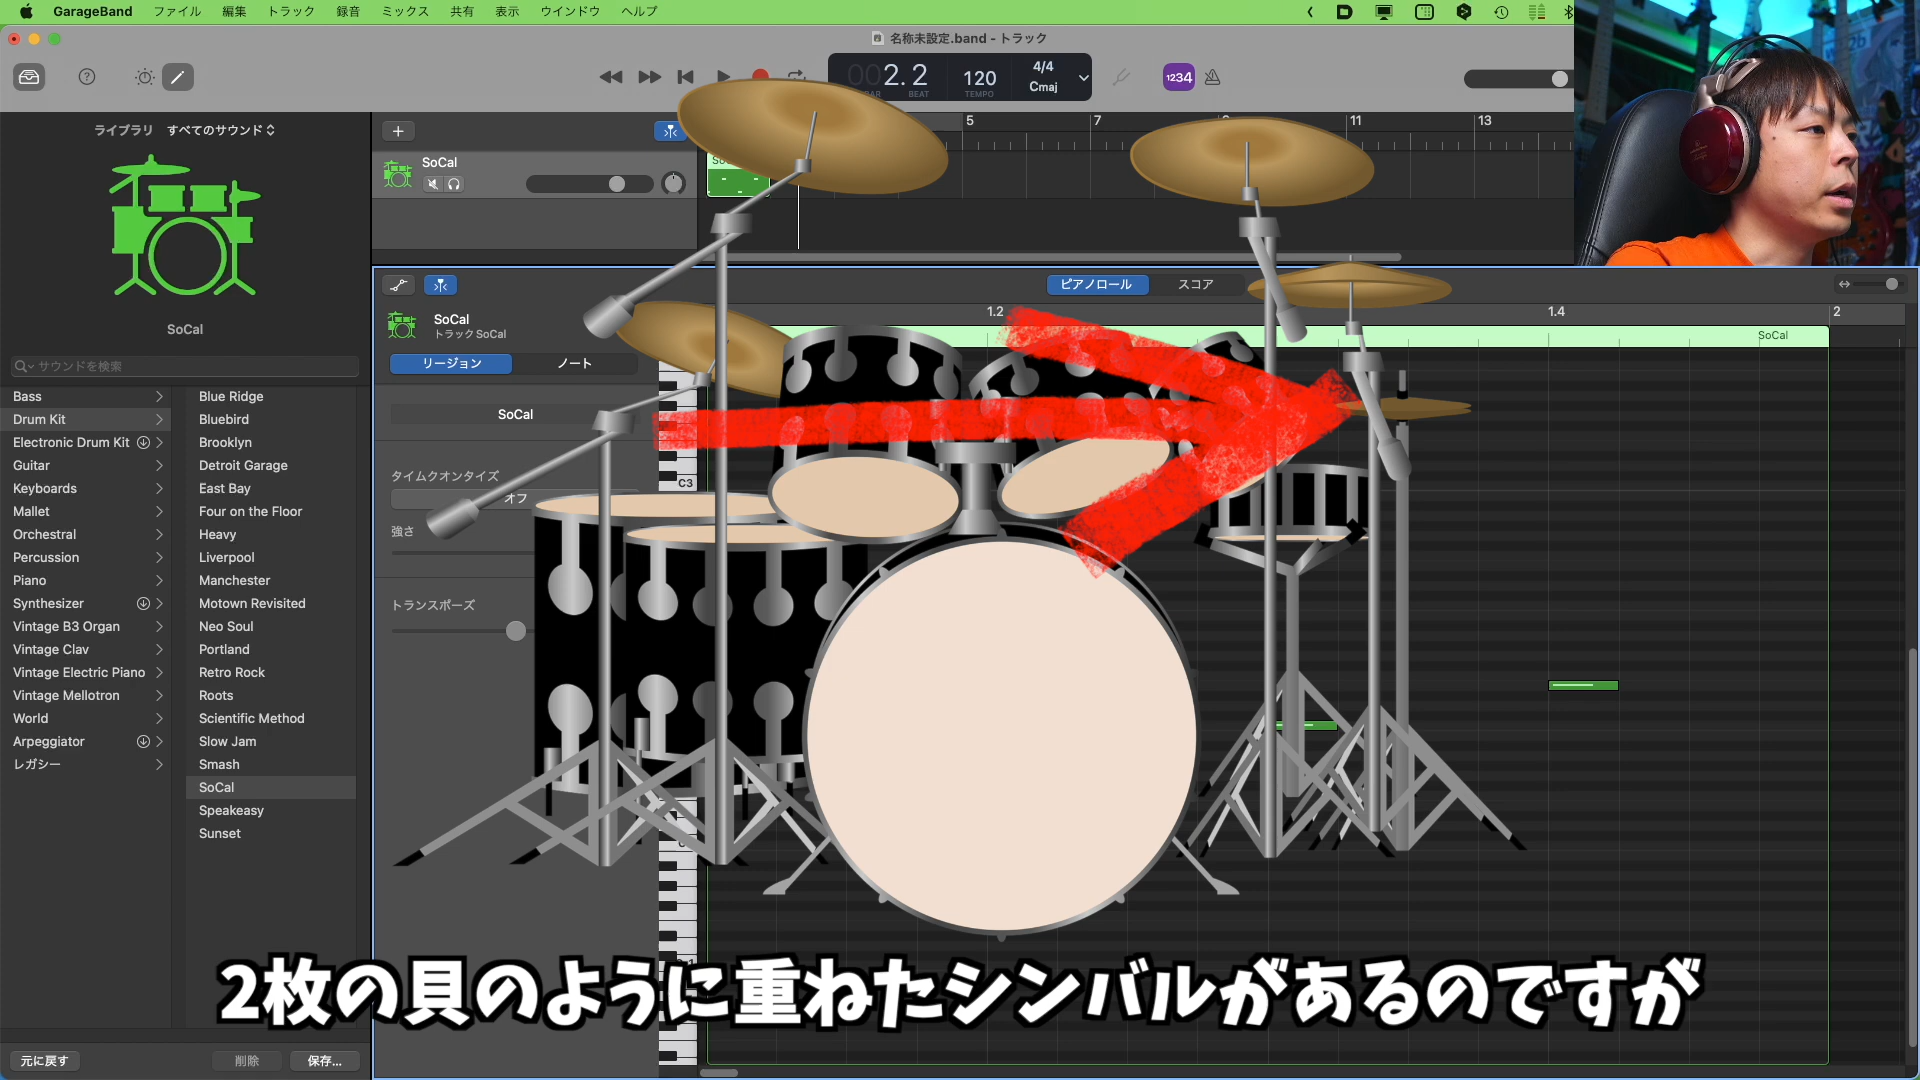 GarageBand ファイル 編集 トラック 録音 ミックス 共有 表示 ウインドウ ヘルプ
名称未設定.band - トラック
002.2 120 4/4 Cmaj
BEAT TEMPO
1234
ライブラリ すべてのサウンド
SoCal
サウンドを検索
Bass
Drum Kit
Electronic Drum Kit
Guitar
Keyboards
Mallet
Orchestral
Percussion
Piano
Synthesizer
Vintage B3 Organ
Vintage Clav
Vintage Electric Piano
Vintage Mellotron
World
Arpeggiator
レガシー
Blue Ridge
Bluebird
Brooklyn
Detroit Garage
East Bay
Four on the Floor
Heavy
Liverpool
Manchester
Motown Revisited
Neo Soul
Portland
Retro Rock
Roots
Scientific Method
Slow Jam
Smash
SoCal
Speakeasy
Sunset
元に戻す 削除 保存...
5 7 11 13
SoCal
ピアノロール スコア
SoCal
トラック SoCal
リージョン ノート
SoCal
タイムクオンタイズ
オフ
強さ
トランスポーズ
1.2 1.4 2
SoCal
C3
2枚の貝のように重ねたシンバルがあるのですが